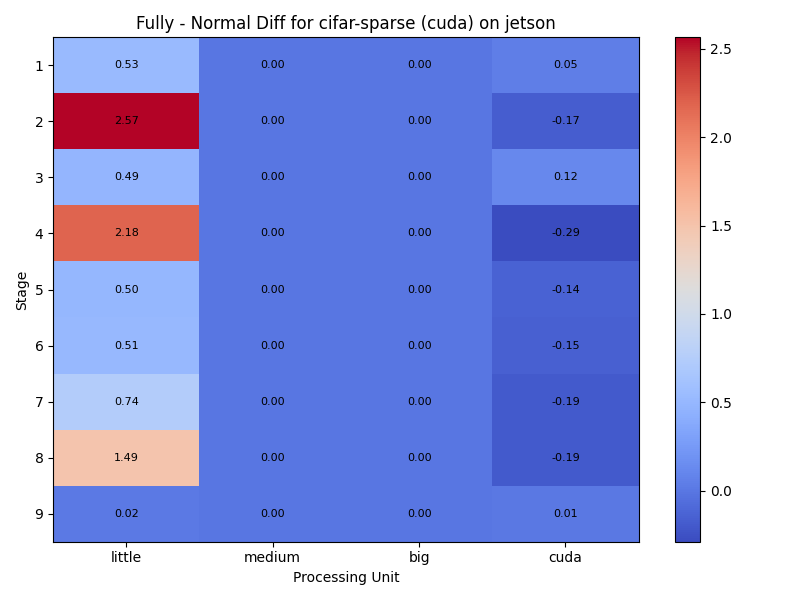 Fully - Normal Diff for cifar-sparse (cuda) on jetson
Stage
1 0.53 0.00 0.00 0.05
2 2.57 0.00 0.00 -0.17
3 0.49 0.00 0.00 0.12
4 2.18 0.00 0.00 -0.29
5 0.50 0.00 0.00 -0.14
6 0.51 0.00 0.00 -0.15
7 0.74 0.00 0.00 -0.19
8 1.49 0.00 0.00 -0.19
9 0.02 0.00 0.00 0.01
little medium big cuda
Processing Unit
2.5
2.0
1.5
1.0
0.5
0.0